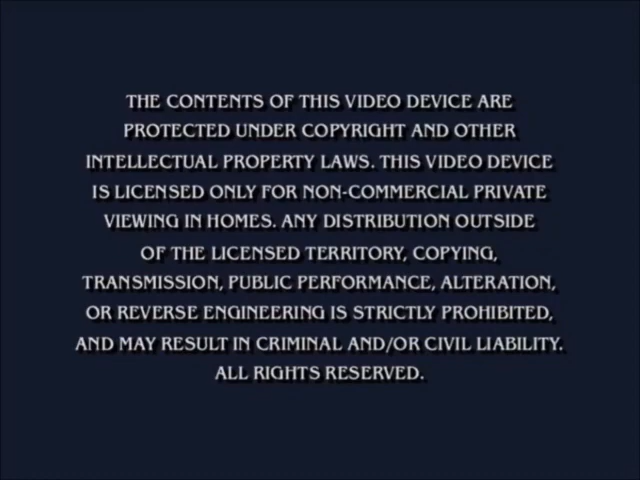 THE CONTENTS OF THIS VIDEO DEVICE ARE
PROTECTED UNDER COPYRIGHT AND OTHER
INTELLECTUAL PROPERTY LAWS. THIS VIDEO DEVICE
IS LICENSED ONLY FOR NON-COMMERCIAL PRIVATE
VIEWING IN HOMES. ANY DISTRIBUTION OUTSIDE
OF THE LICENSED TERRITORY, COPYING,
TRANSMISSION, PUBLIC PERFORMANCE, ALTERATION,
OR REVERSE ENGINEERING IS STRICTLY PROHIBITED,
AND MAY RESULT IN CRIMINAL AND/OR CIVIL LIABILITY.
ALL RIGHTS RESERVED.